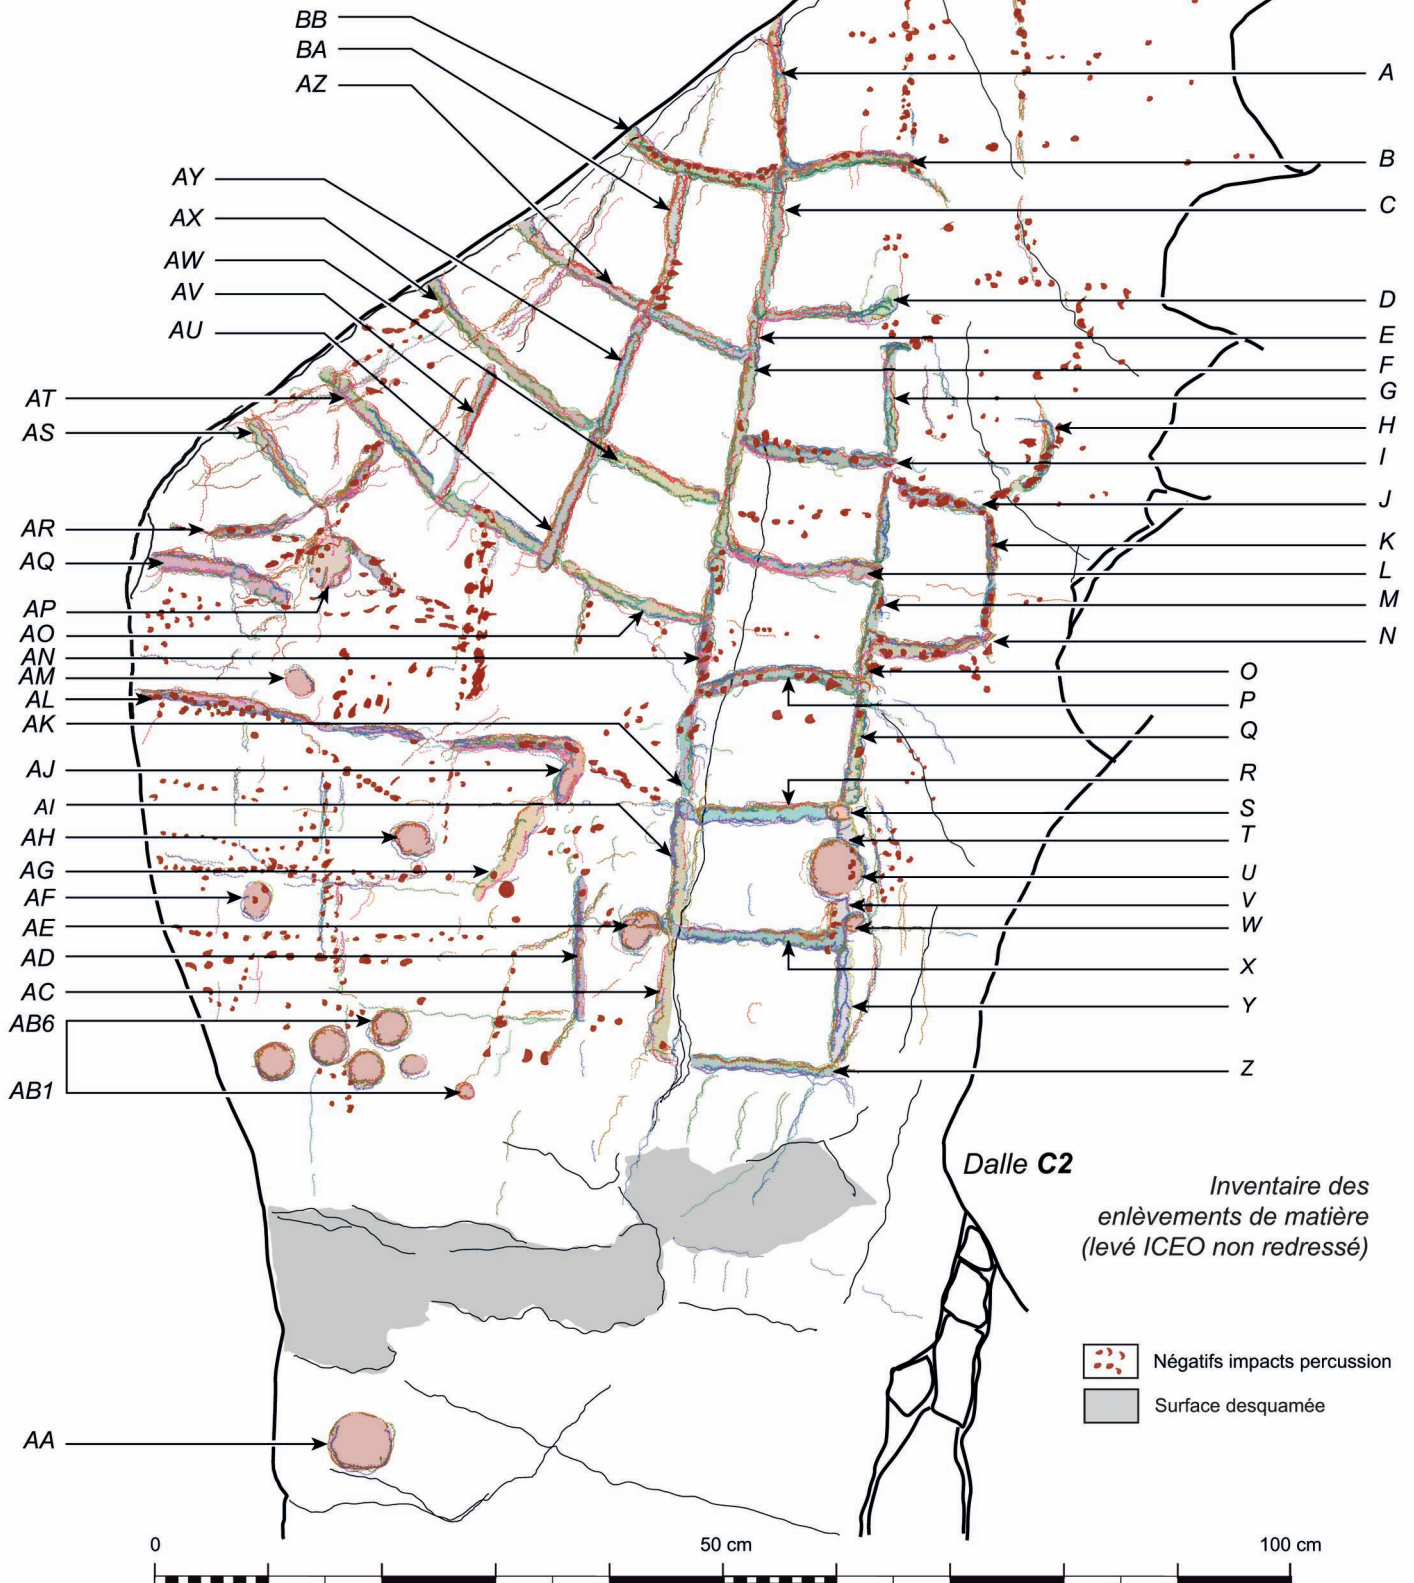 BB
BA
AZ
AY
AX
AW
AV
AU
AT
AS
AR
AQ
AP
AO
AN
AM
AL
AK
AJ
AI
AH
AG
AF
AE
AD
AC
AB6
AB1
AA
A
B
C
D
E
F
G
H
I
J
K
L
M
N
O
P
Q
R
S
T
U
V
W
X
Y
Z
Dalle C2
Inventaire des
enlèvements de matière
(levé ICEO non redressé)
Négatifs impacts percussion
Surface desquamée
0 50 cm 100 cm